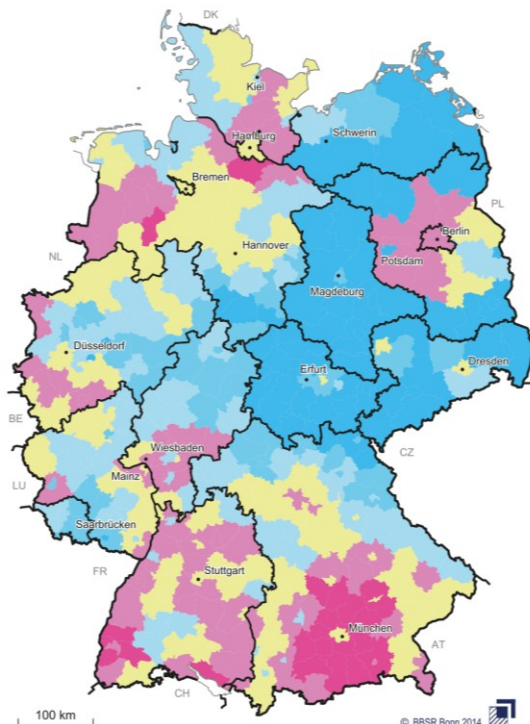 DK
Kiel
Hamburg
Schwerin
Bremen
PL
Berlin
NL
Hannover
Potsdam
Magdeburg
Düsseldorf
Erfurt
Dresden
BE
Wiesbaden
LU
Mainz
CZ
Saarbrücken
FR
Stuttgart
München
AT
CH
100 km
© BBSR Bonn 2014